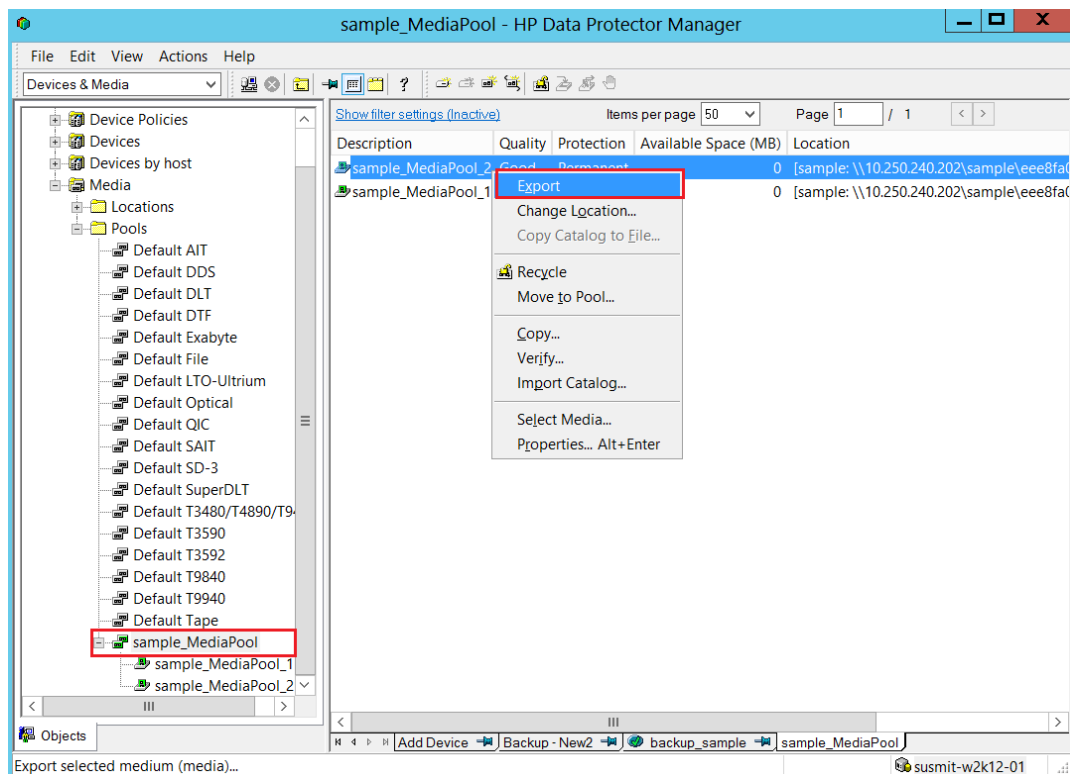 sample_MediaPool - HP Data Protector Manager
File Edit View Actions Help
Devices & Media
Show filter settings (Inactive) Items per page 50 Page 1 / 1
Description Quality Protection Available Space (MB) Location
sample_MediaPool_2 Good Permanent 0 [sample: \\10.250.240.202\sample\eee8fa0
sample_MediaPool_1 0 [sample: \\10.250.240.202\sample\eee8fa0
Export
Change Location...
Copy Catalog to File...
Recycle
Move to Pool...
Copy...
Verify...
Import Catalog...
Select Media...
Properties... Alt+Enter
Device Policies
Devices
Devices by host
Media
Locations
Pools
Default AIT
Default DDS
Default DLT
Default DTF
Default Exabyte
Default File
Default LTO-Ultrium
Default Optical
Default QIC
Default SAIT
Default SD-3
Default SuperDLT
Default T3480/T4890/T9
Default T3590
Default T3592
Default T9840
Default T9940
Default Tape
sample_MediaPool
sample_MediaPool_1
sample_MediaPool_2
Objects
Add Device Backup - New2 backup_sample sample_MediaPool
Export selected medium (media)... susmit-w2k12-01